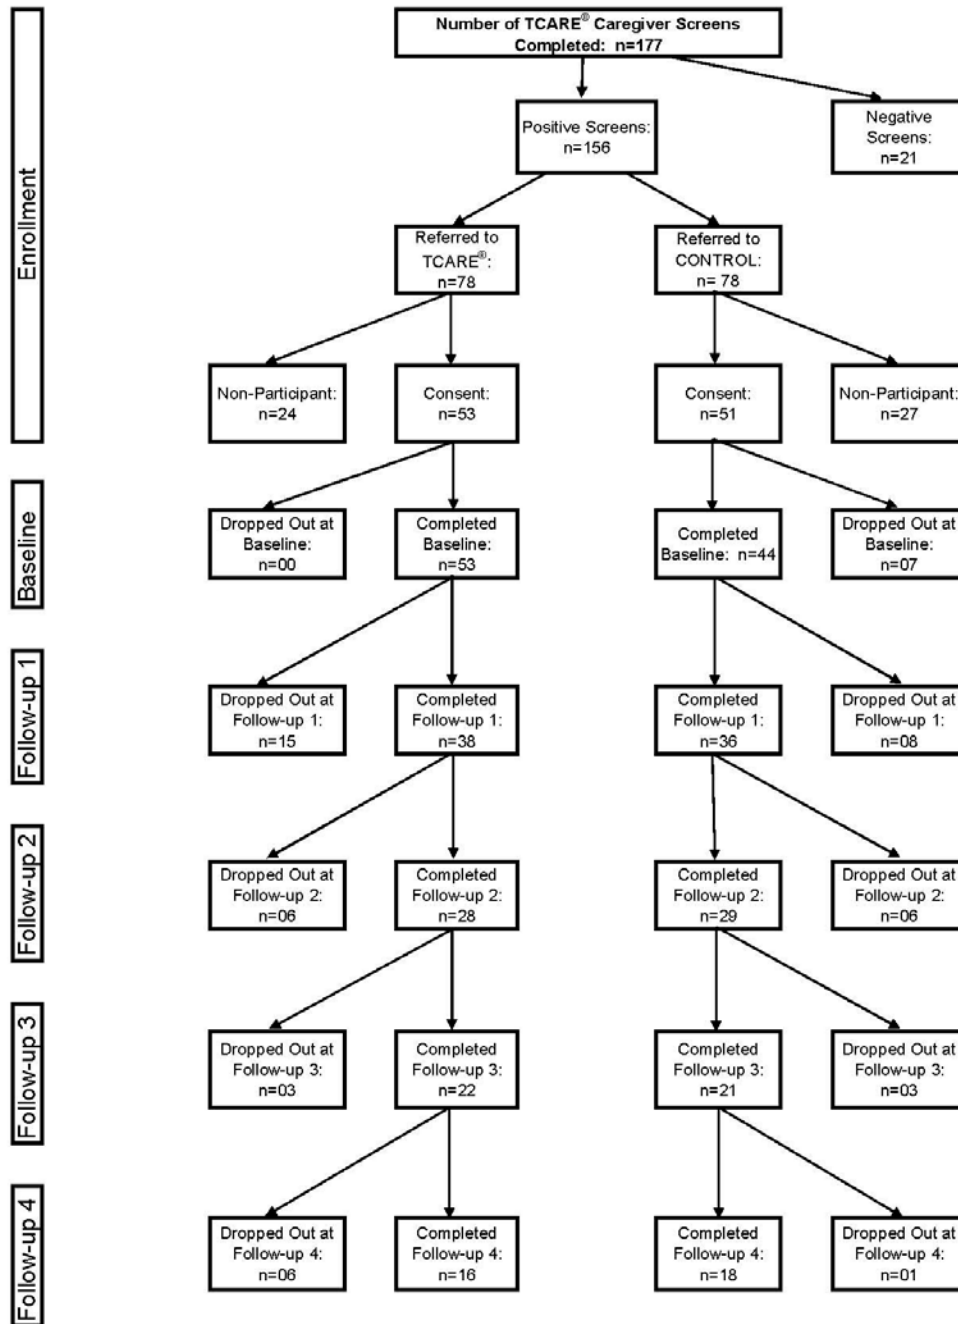 Number of TCARE® Caregiver Screens
Completed: n=177
Positive Screens:
n=156
Negative
Screens:
n=21
Enrollment
Referred to
TCARE®:
n=78
Referred to
CONTROL:
n= 78
Non-Participant:
n=24
Consent:
n=53
Consent:
n=51
Non-Participant:
n=27
Baseline
Dropped Out at
Baseline:
n=00
Completed
Baseline:
n=53
Completed
Baseline: n=44
Dropped Out at
Baseline:
n=07
Follow-up 1
Dropped Out at
Follow-up 1:
n=15
Completed
Follow-up 1:
n=38
Completed
Follow-up 1:
n=36
Dropped Out at
Follow-up 1:
n=08
Follow-up 2
Dropped Out at
Follow-up 2:
n=06
Completed
Follow-up 2:
n=28
Completed
Follow-up 2:
n=29
Dropped Out at
Follow-up 2:
n=06
Follow-up 3
Dropped Out at
Follow-up 3:
n=03
Completed
Follow-up 3:
n=22
Completed
Follow-up 3:
n=21
Dropped Out at
Follow-up 3:
n=03
Follow-up 4
Dropped Out at
Follow-up 4:
n=06
Completed
Follow-up 4:
n=16
Completed
Follow-up 4:
n=18
Dropped Out at
Follow-up 4:
n=01